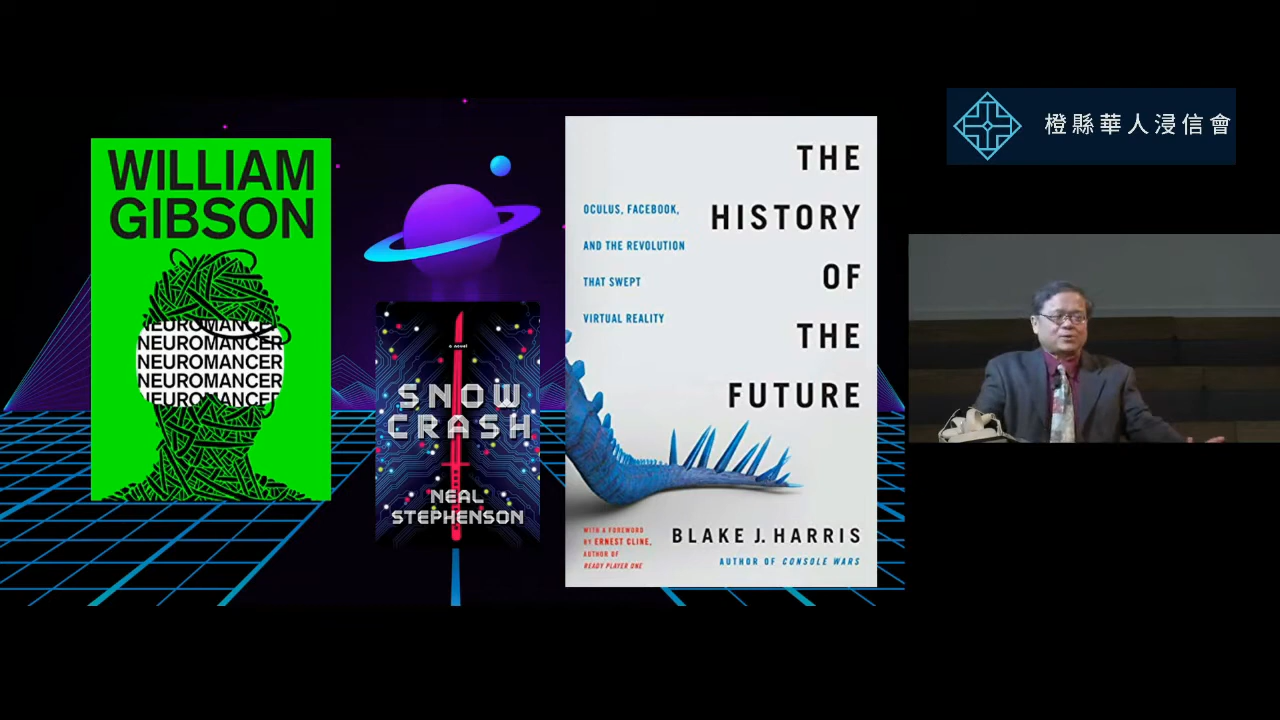 WILLIAM
GIBSON
NEUROMANCER
NEUROMANCER
NEUROMANCER
NEUROMANCER
NEUROMANCER
a novel
SNOW
CRASH
NEAL
STEPHENSON
THE
HISTORY
OF
THE
FUTURE
OCULUS, FACEBOOK,
AND THE REVOLUTION
THAT SWEPT
VIRTUAL REALITY
WITH A FOREWORD
BY ERNEST CLINE,
AUTHOR OF
READY PLAYER ONE
BLAKE J. HARRIS
AUTHOR OF CONSOLE WARS
橙縣華人浸信會